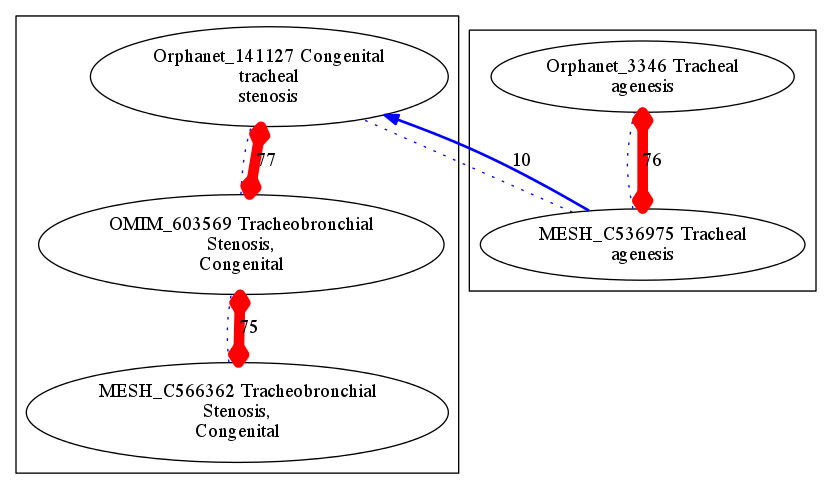 Orphanet_141127 Congenital
tracheal
stenosis
77
OMIM_603569 Tracheobronchial
Stenosis,
Congenital
75
MESH_C566362 Tracheobronchial
Stenosis,
Congenital
10
Orphanet_3346 Tracheal
agenesis
76
MESH_C536975 Tracheal
agenesis